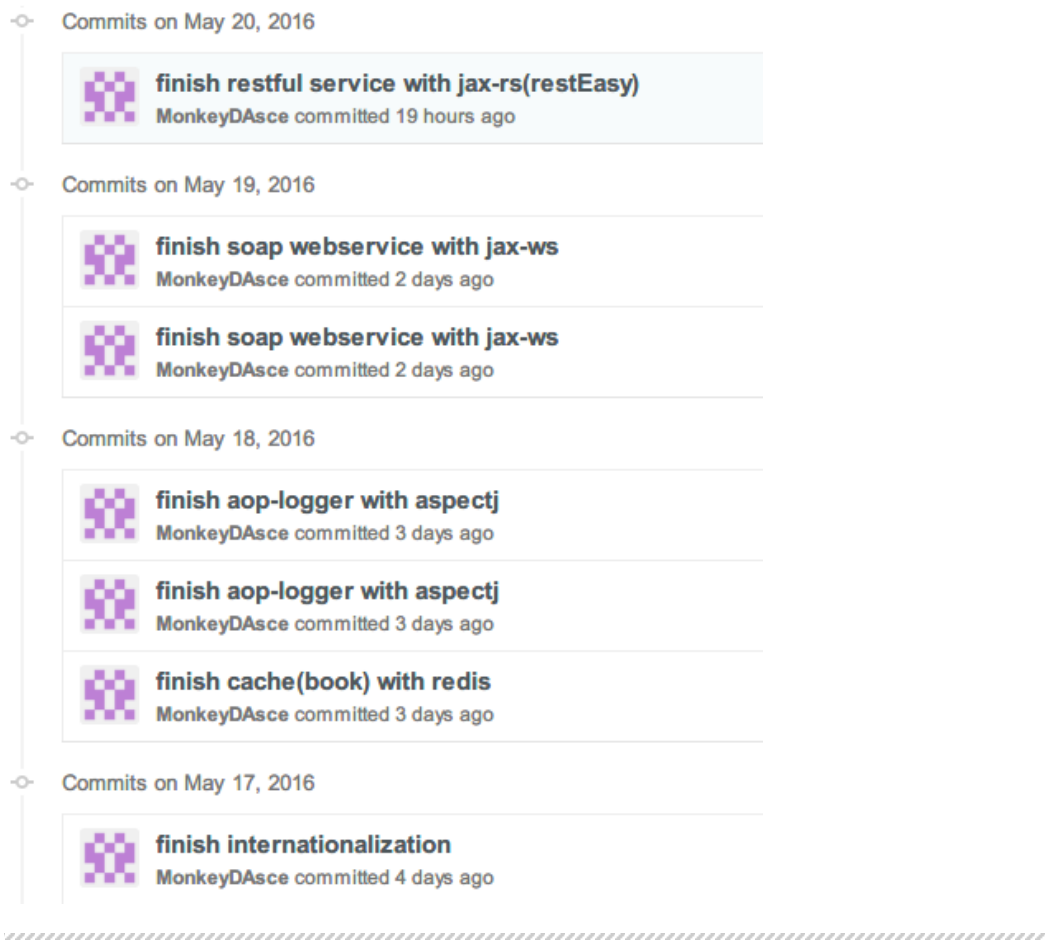 Commits on May 20, 2016
finish restful service with jax-rs(restEasy)
MonkeyDAsce committed 19 hours ago
Commits on May 19, 2016
finish soap webservice with jax-ws
MonkeyDAsce committed 2 days ago
finish soap webservice with jax-ws
MonkeyDAsce committed 2 days ago
Commits on May 18, 2016
finish aop-logger with aspectj
MonkeyDAsce committed 3 days ago
finish aop-logger with aspectj
MonkeyDAsce committed 3 days ago
finish cache(book) with redis
MonkeyDAsce committed 3 days ago
Commits on May 17, 2016
finish internationalization
MonkeyDAsce committed 4 days ago